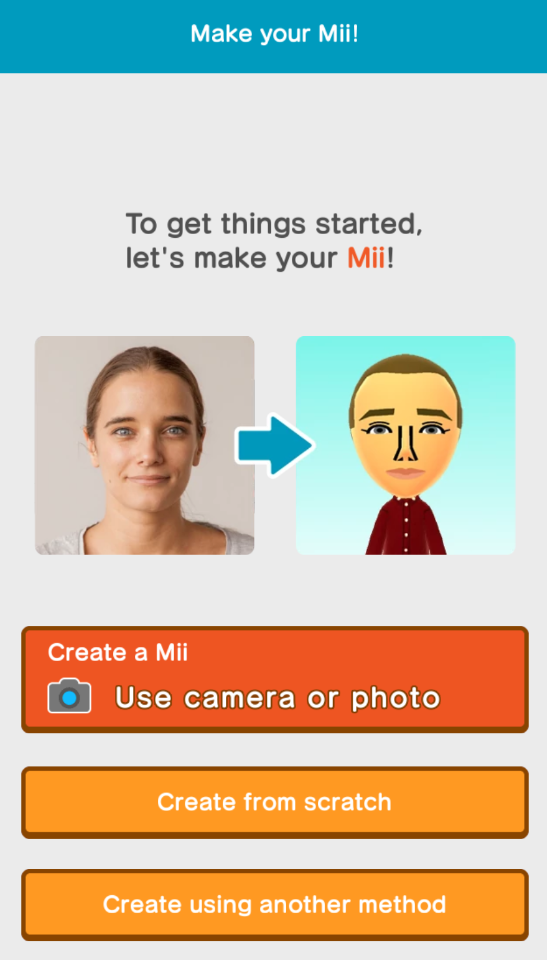 Make your Mii!
To get things started,
let's make your Mii!
Create a Mii
Use camera or photo
Create from scratch
Create using another method